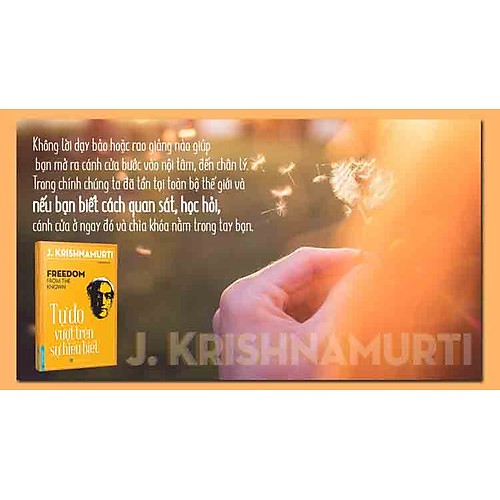 Không lời dạy bảo hoặc rao giảng nào giúp
bạn mở ra cánh cửa bước vào nội tâm, đến chân lý.
Trong chính chúng ta đã tồn tại toàn bộ thế giới và
nếu bạn biết cách quan sát, học hỏi,
cánh cửa ở ngay đó và chìa khóa nằm trong tay bạn.
J. KRISHNAMURTI
FREEDOM
FROM THE
KNOWN
Tự do
vượt trên
sự hiểu biết
J. KRISHNAMURTI